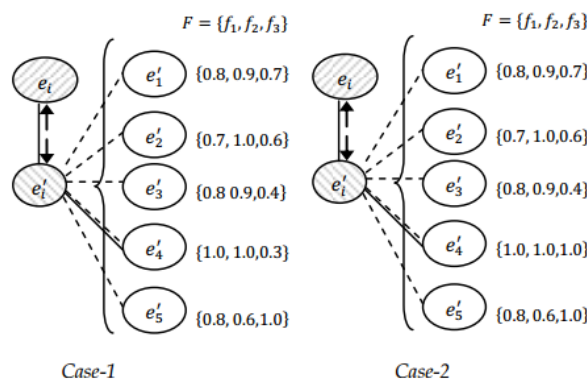 F = {f₁, f₂, f₃}
eᵢ
e′ᵢ
e′₁ {0.8, 0.9,0.7}
e′₂ {0.7, 1.0,0.6}
e′₃ {0.8 0.9,0.4}
e′₄ {1.0, 1.0,0.3}
e′₅ {0.8, 0.6,1.0}
Case-1
F = {f₁, f₂, f₃}
eᵢ
e′ᵢ
e′₁ {0.8, 0.9,0.7}
e′₂ {0.7, 1.0,0.6}
e′₃ {0.8, 0.9,0.4}
e′₄ {1.0, 1.0,1.0}
e′₅ {0.8, 0.6,1.0}
Case-2